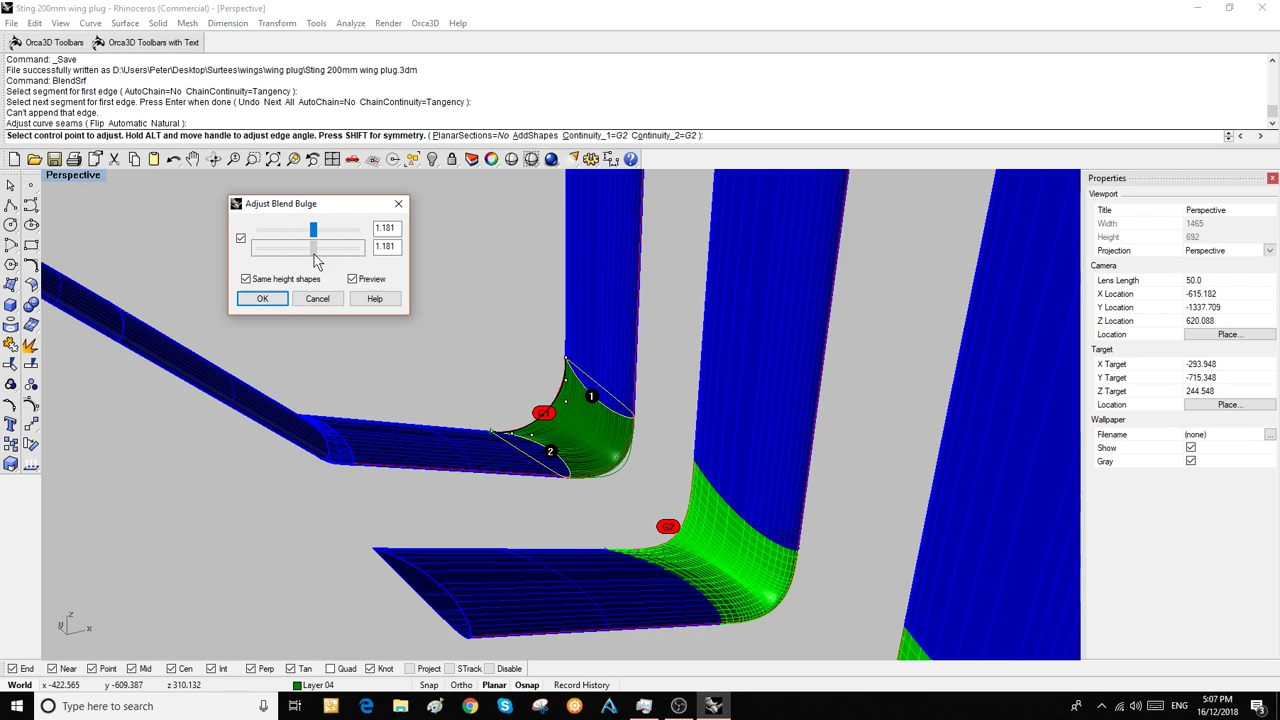 Sting 200mm wing plug - Rhinoceros (Commercial) - [Perspective]
File Edit View Curve Surface Solid Mesh Dimension Transform Tools Analyze Render Orca3D Help
Orca3D Toolbars Orca3D Toolbars with Text
Command: _Save
File successfully written as D:\Users\Peter\Desktop\Surtees\wings\wing plug\Sting 200mm wing plug.3dm
Command: BlendSrf
Select segment for first edge ( AutoChain=No ChainContinuity=Tangency ):
Select next segment for first edge. Press Enter when done ( Undo Next All AutoChain=No ChainContinuity=Tangency ):
Can't append that edge.
Adjust curve seams ( Flip Automatic Natural ):
Select control point to adjust. Hold ALT and move handle to adjust edge angle. Press SHIFT for symmetry. ( PlanarSections=No AddShapes Continuity_1=G2 Continuity_2=G2 ):
Perspective
Adjust Blend Bulge
1.181
1.181
Same height shapes Preview
OK Cancel Help
1
G1
2
G2
z
y x
Properties
Viewport
Title Perspective
Width 1465
Height 692
Projection Perspective
Camera
Lens Length 50.0
X Location -615.182
Y Location -1337.709
Z Location 620.088
Location Place...
Target
X Target -293.948
Y Target -715.348
Z Target 244.548
Location Place...
Wallpaper
Filename (none) ...
Show
Gray
End Near Point Mid Cen Int Perp Tan Quad Knot Project STrack Disable
World x -422.565 y -609.387 z 310.132 Layer 04 Snap Ortho Planar Osnap Record History
Type here to search
5:07 PM
16/12/2018